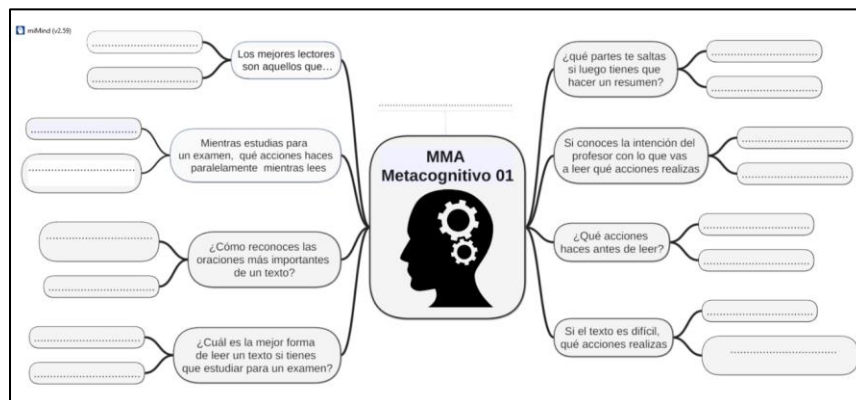 miMind (v2.59)
Los mejores lectores
son aquellos que...
Mientras estudias para
un examen, qué acciones haces
paralelamente mientras lees
¿Cómo reconoces las
oraciones más importantes
de un texto?
¿Cuál es la mejor forma
de leer un texto si tienes
que estudiar para un examen?
MMA
Metacognitivo 01
¿qué partes te saltas
si luego tienes que
hacer un resumen?
Si conoces la intención del
profesor con lo que vas
a leer qué acciones realizas
¿Qué acciones
haces antes de leer?
Si el texto es difícil,
qué acciones realizas